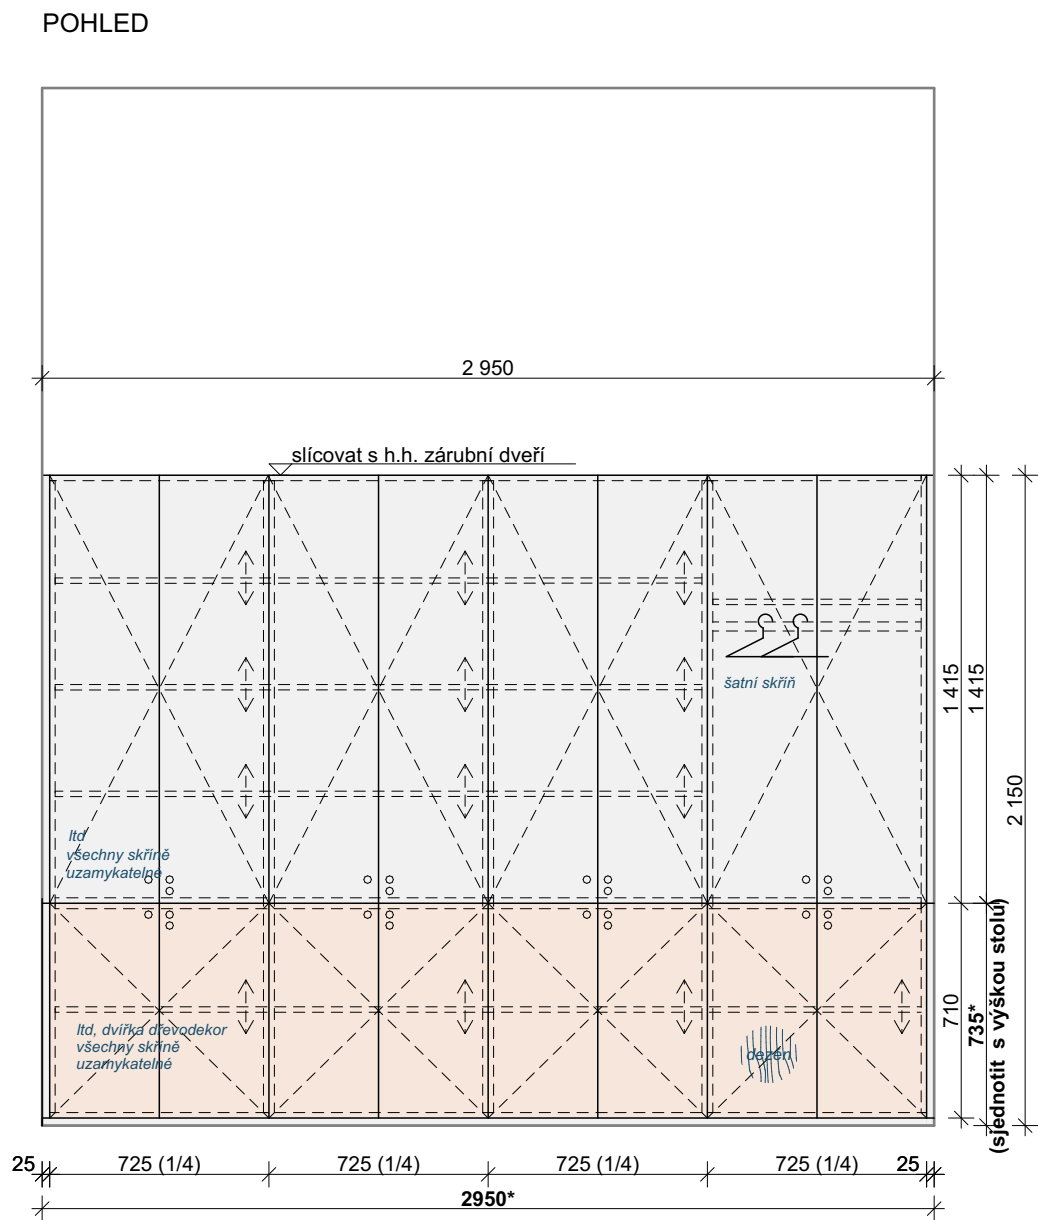 POHLED
2 950
slícovat s h.h. zárubní dveří
šatní skříň
1 415
1 415
2 150
ltd
všechny skříně
uzamykatelné
ltd, dvířka dřevodekor
všechny skříně
uzamykatelné
dezén
710
735*
(sjednotit s výškou stolu)
25
725 (1/4)
725 (1/4)
725 (1/4)
725 (1/4)
25
2950*